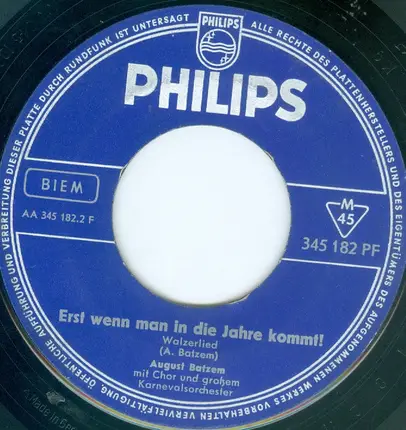 ALLE RECHTE DES PLATTENHERSTELLERS UND DES EIGENTÜMERS DES AUFGENOMMENEN WERKES VORBEHALTEN VERVIELFÄLTIGUNG, ÖFFENTLICHE AUFFÜHRUNG UND VERBREITUNG DIESER PLATTE DURCH RUNDFUNK IST UNTERSAGT
PHILIPS
PHILIPS
BIEM
AA 345 182.2 F
M
45
345 182 PF
Erst wenn man in die Jahre kommt!
Walzerlied
(A. Batzem)
August Batzem
mit Chor und großem
Karnevalsorchester
Made in